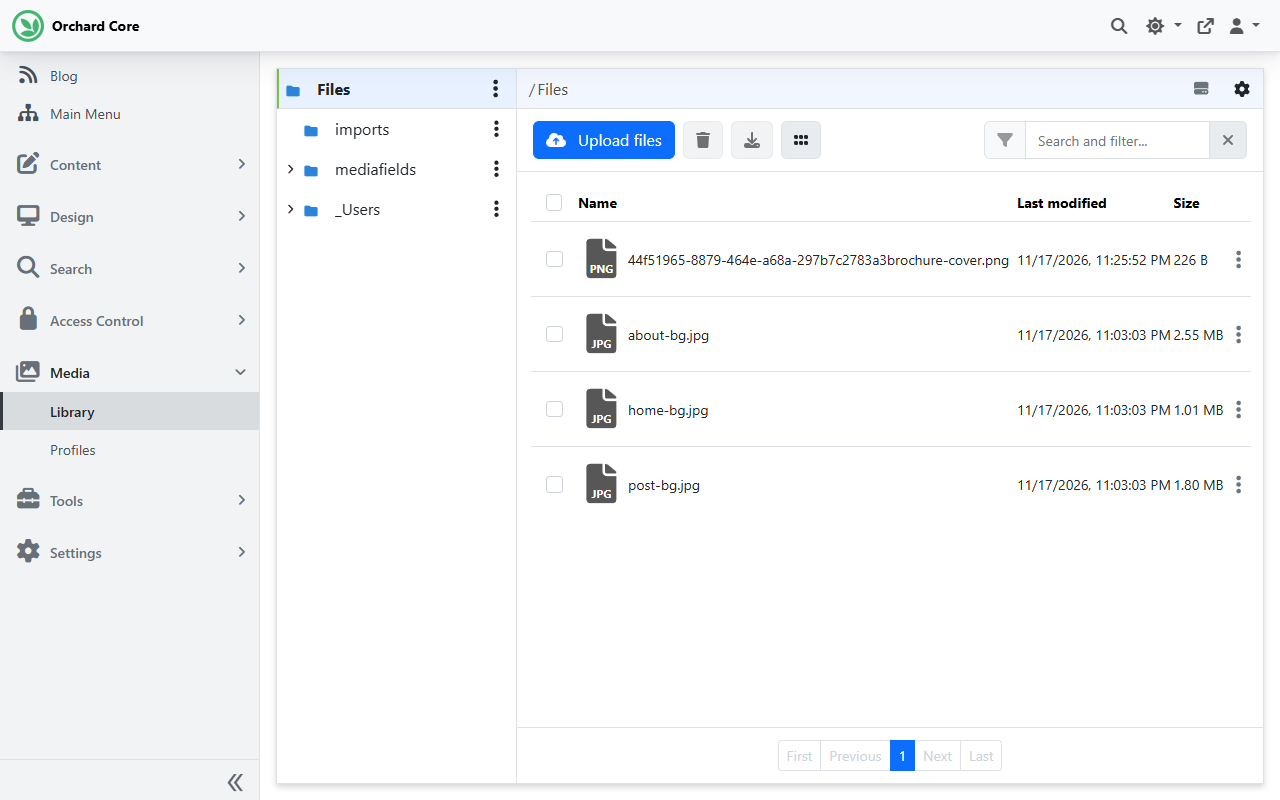 Orchard Core
Blog
Main Menu
Content
Design
Search
Access Control
Media
Library
Profiles
Tools
Settings
Files
imports
mediafields
_Users
/ Files
Upload files
Search and filter...
Name Last modified Size
PNG 44f51965-8879-464e-a68a-297b7c2783a3brochure-cover.png 11/17/2026, 11:25:52 PM 226 B
JPG about-bg.jpg 11/17/2026, 11:03:03 PM 2.55 MB
JPG home-bg.jpg 11/17/2026, 11:03:03 PM 1.01 MB
JPG post-bg.jpg 11/17/2026, 11:03:03 PM 1.80 MB
First Previous 1 Next Last